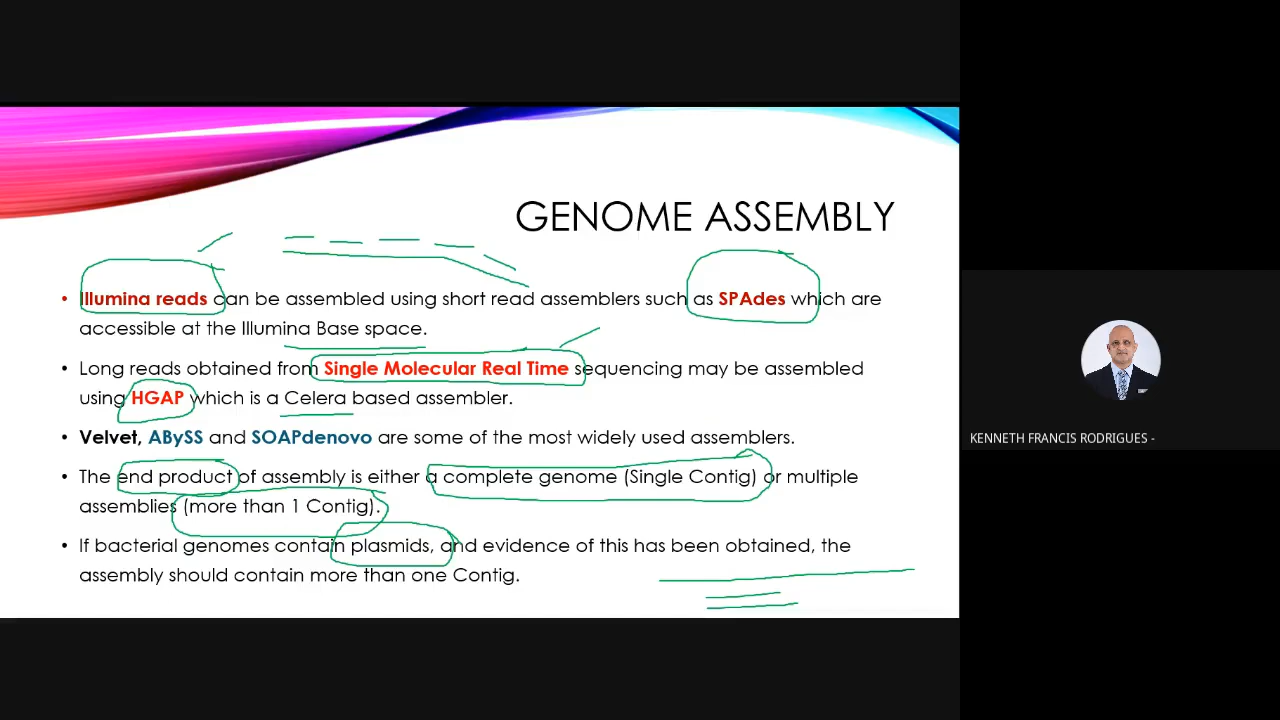 GENOME ASSEMBLY
• Illumina reads can be assembled using short read assemblers such as SPAdes which are
accessible at the Illumina Base space.
• Long reads obtained from Single Molecular Real Time sequencing may be assembled
using HGAP which is a Celera based assembler.
• Velvet, ABySS and SOAPdenovo are some of the most widely used assemblers.
• The end product of assembly is either a complete genome (Single Contig) or multiple
assemblies (more than 1 Contig).
• If bacterial genomes contain plasmids, and evidence of this has been obtained, the
assembly should contain more than one Contig.
KENNETH FRANCIS RODRIGUES -